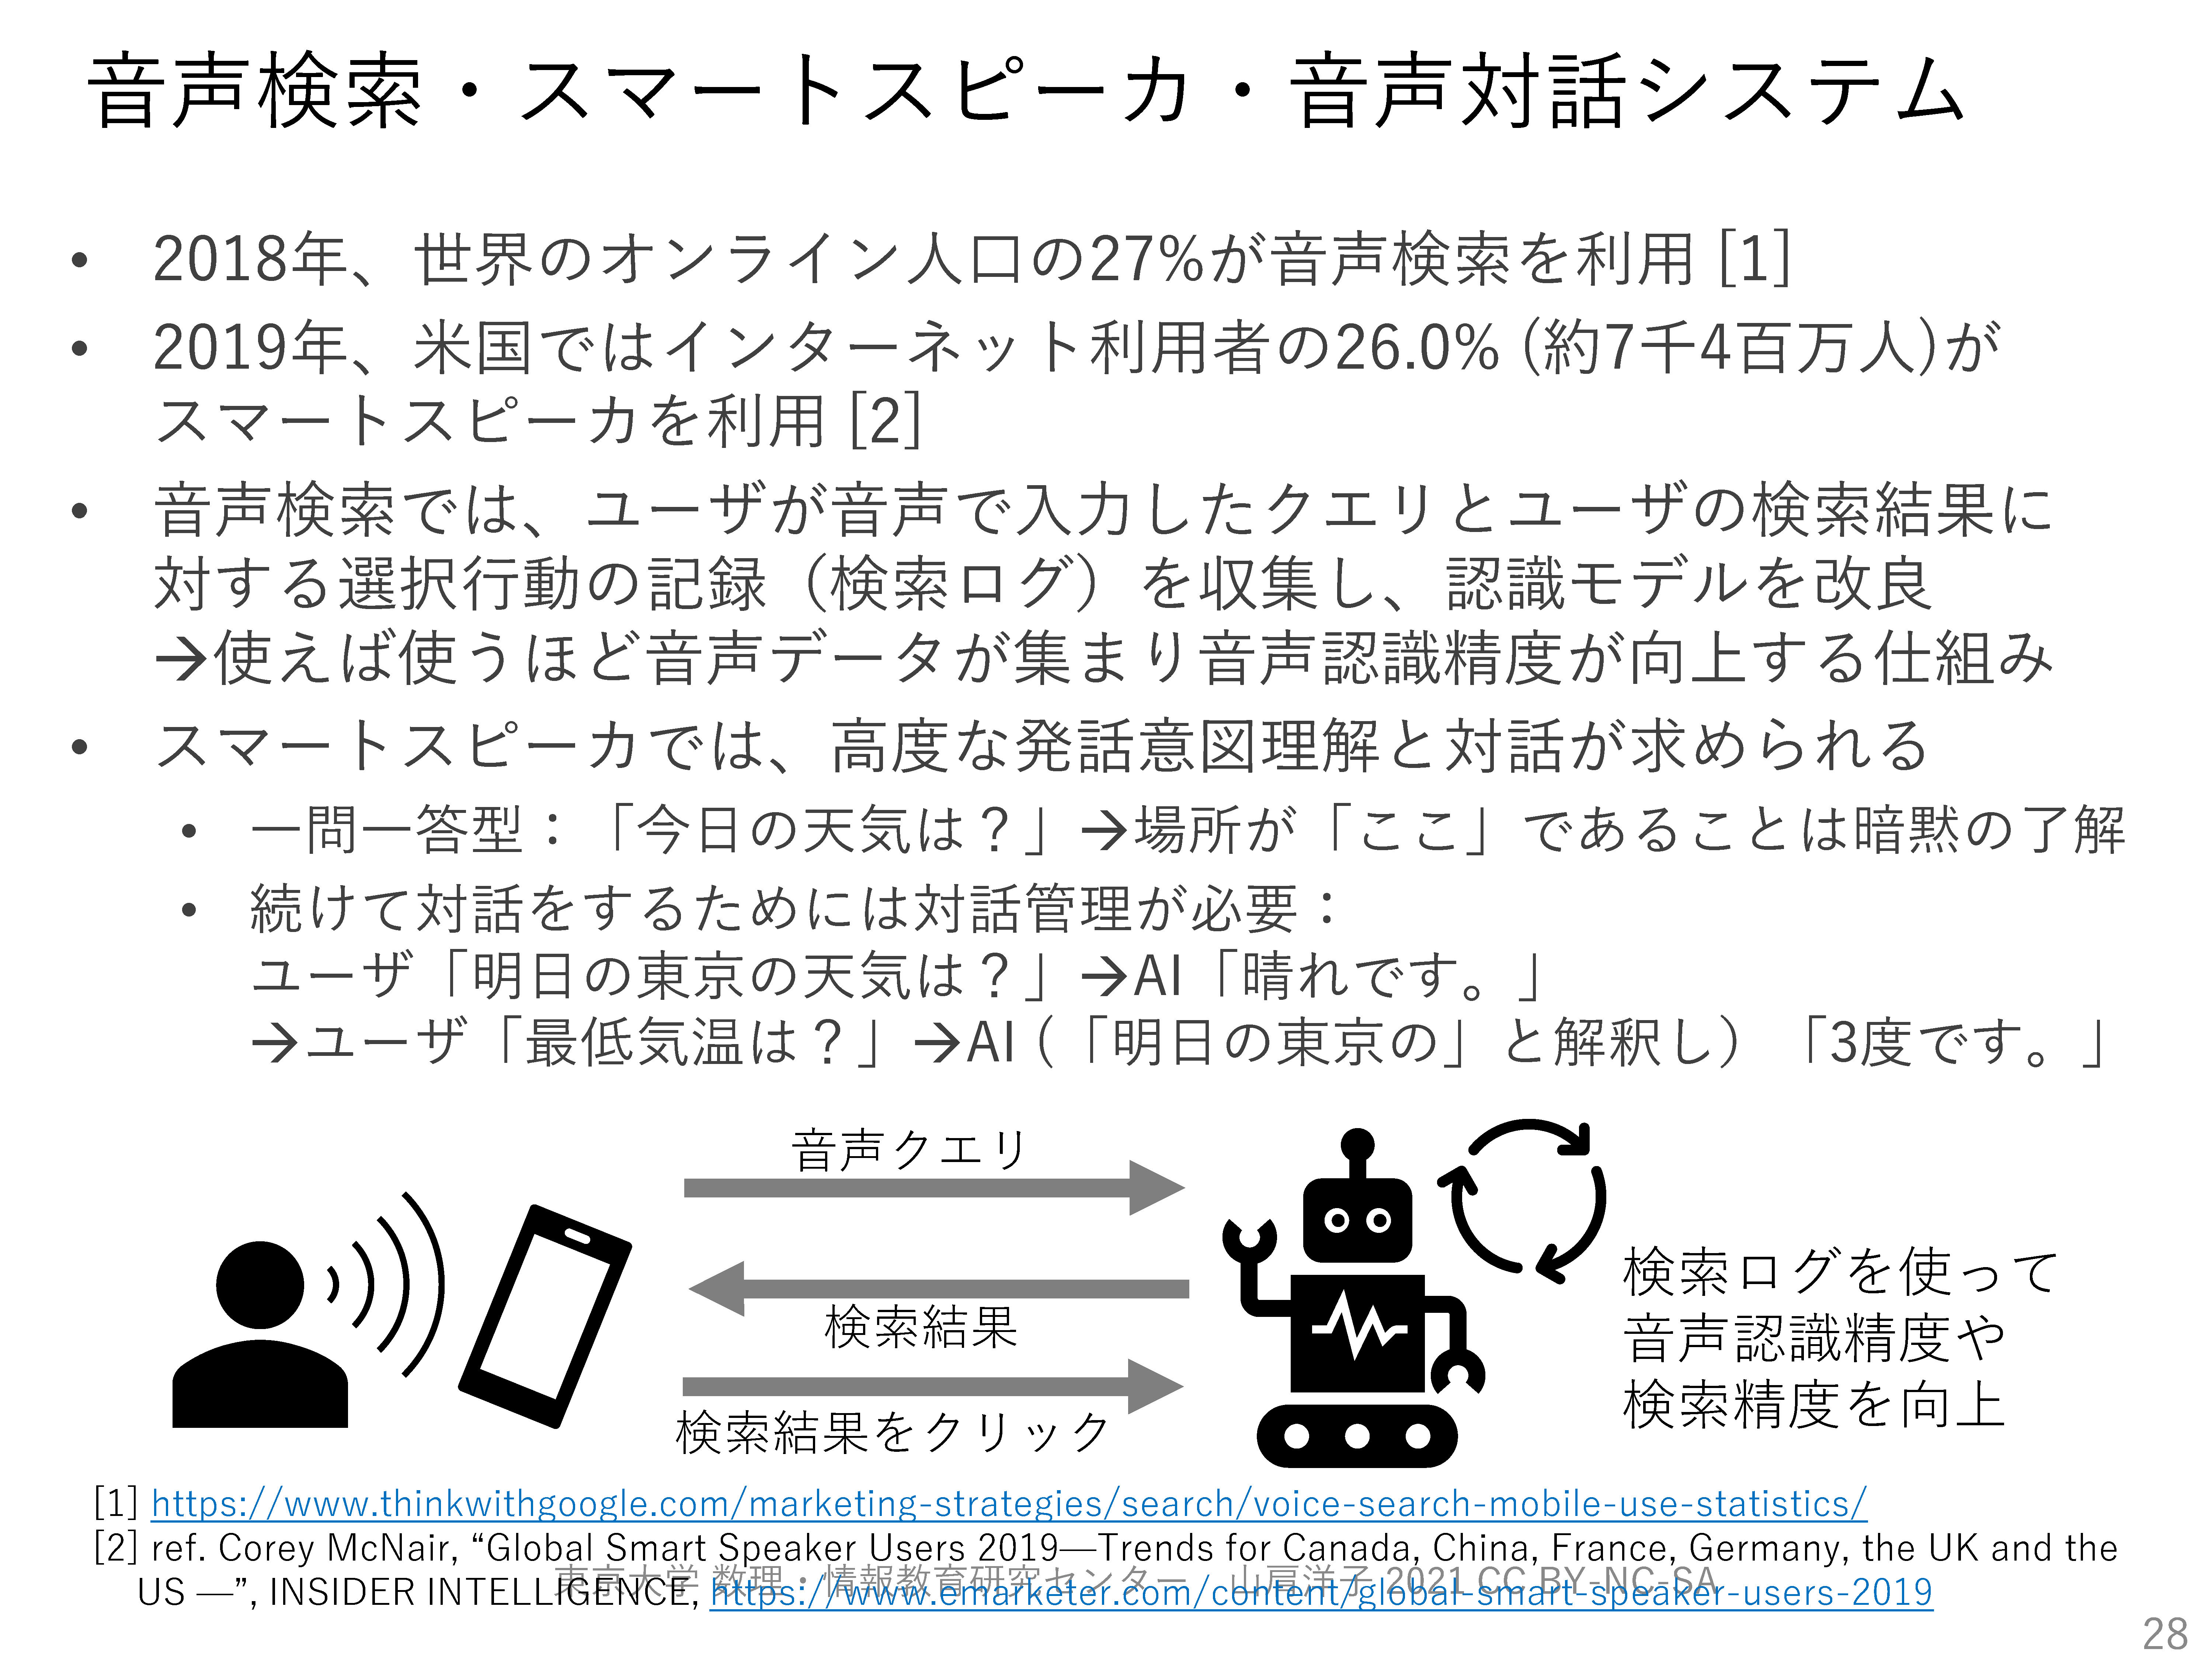 音声検索・スマートスピーカ・音声対話システム
• 2018年、世界のオンライン人口の27%が音声検索を利用 [1]
• 2019年、米国ではインターネット利用者の26.0% (約7千4百万人)が
スマートスピーカを利用 [2]
• 音声検索では、ユーザが音声で入力したクエリとユーザの検索結果に
対する選択行動の記録（検索ログ）を収集し、認識モデルを改良
→使えば使うほど音声データが集まり音声認識精度が向上する仕組み
• スマートスピーカでは、高度な発話意図理解と対話が求められる
• 一問一答型：「今日の天気は？」→場所が「ここ」であることは暗黙の了解
• 続けて対話をするためには対話管理が必要：
ユーザ「明日の東京の天気は？」→AI「晴れです。」
→ユーザ「最低気温は？」→AI (「明日の東京の」と解釈し）「3度です。」
音声クエリ
検索結果
検索結果をクリック
検索ログを使って
音声認識精度や
検索精度を向上
[1] https://www.thinkwithgoogle.com/marketing-strategies/search/voice-search-mobile-use-statistics/
[2] ref. Corey McNair, “Global Smart Speaker Users 2019—Trends for Canada, China, France, Germany, the UK and the
US —”, INSIDER INTELLIGENCE, https://www.emarketer.com/content/global-smart-speaker-users-2019
東京大学 数理・情報教育研究センター 山肩洋子 2021 CC BY-NC-SA
28